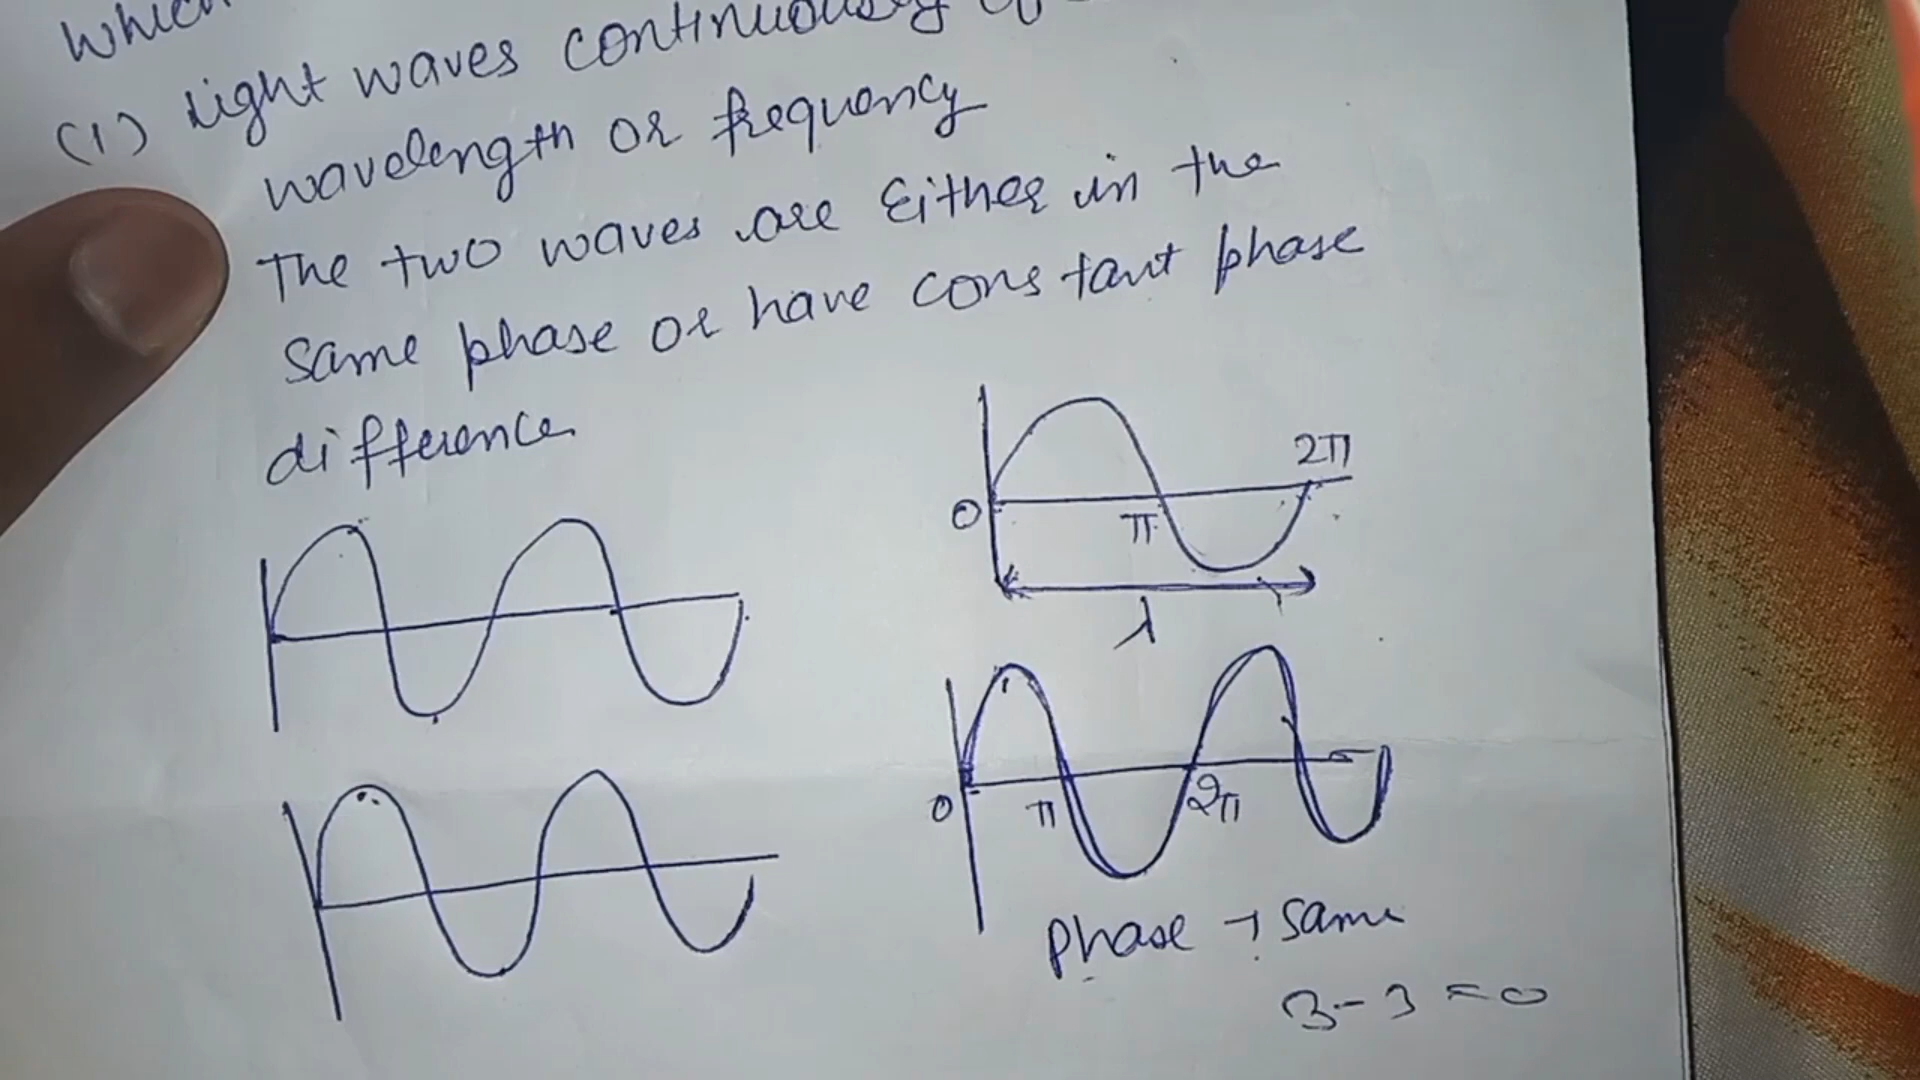 (1) Light waves continuously
wavelength or frequency
The two waves are Either in the
same phase or have constant phase
difference
2π
0
π
λ
0
π
2π
Phase → same
3-3=0